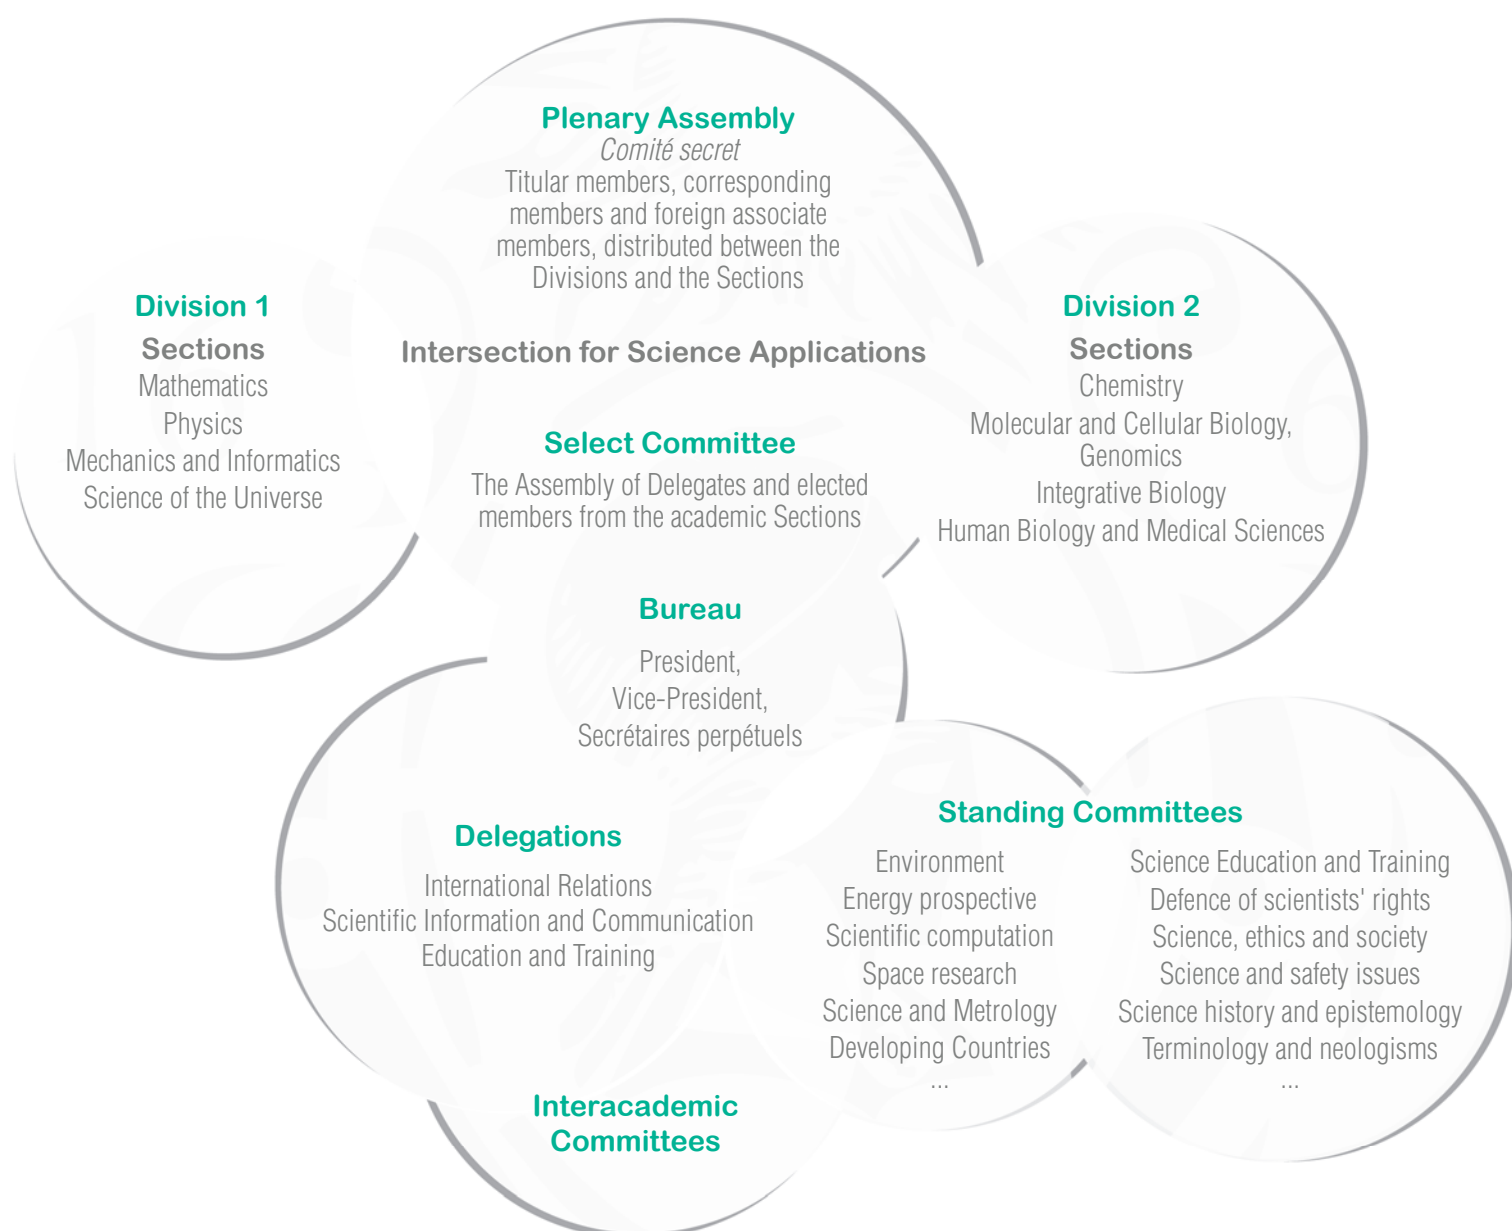 Plenary Assembly
Comité secret
Titular members, corresponding
members and foreign associate
members, distributed between the
Divisions and the Sections
Division 1
Sections
Mathematics
Physics
Mechanics and Informatics
Science of the Universe
Intersection for Science Applications
Select Committee
The Assembly of Delegates and elected
members from the academic Sections
Division 2
Sections
Chemistry
Molecular and Cellular Biology,
Genomics
Integrative Biology
Human Biology and Medical Sciences
Bureau
President,
Vice-President,
Secrétaires perpétuels
Delegations
International Relations
Scientific Information and Communication
Education and Training
Standing Committees
Environment
Energy prospective
Scientific computation
Space research
Science and Metrology
Developing Countries
...
Science Education and Training
Defence of scientists' rights
Science, ethics and society
Science and safety issues
Science history and epistemology
Terminology and neologisms
...
Interacademic
Committees